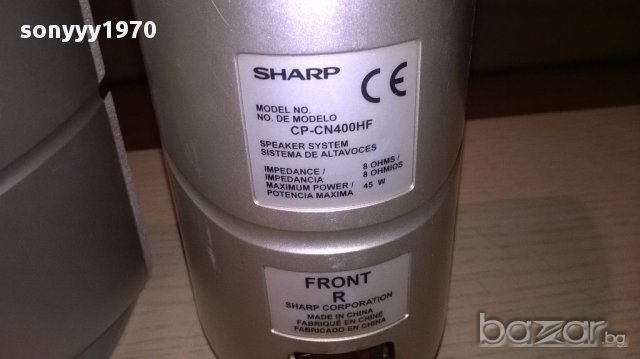 sonyyy1970
SHARP CE
MODEL NO.
NO. DE MODELO
CP-CN400HF
SPEAKER SYSTEM
SISTEMA DE ALTAVOCES
IMPEDANCE / 8 OHMS /
IMPEDANCIA 8 OHMIOS
MAXIMUM POWER / 45 W
POTENCIA MAXIMA
FRONT
R
SHARP CORPORATION
MADE IN CHINA
FABRIQUÉ EN CHINE
FABRICADO EN CHINA
bazar.bg